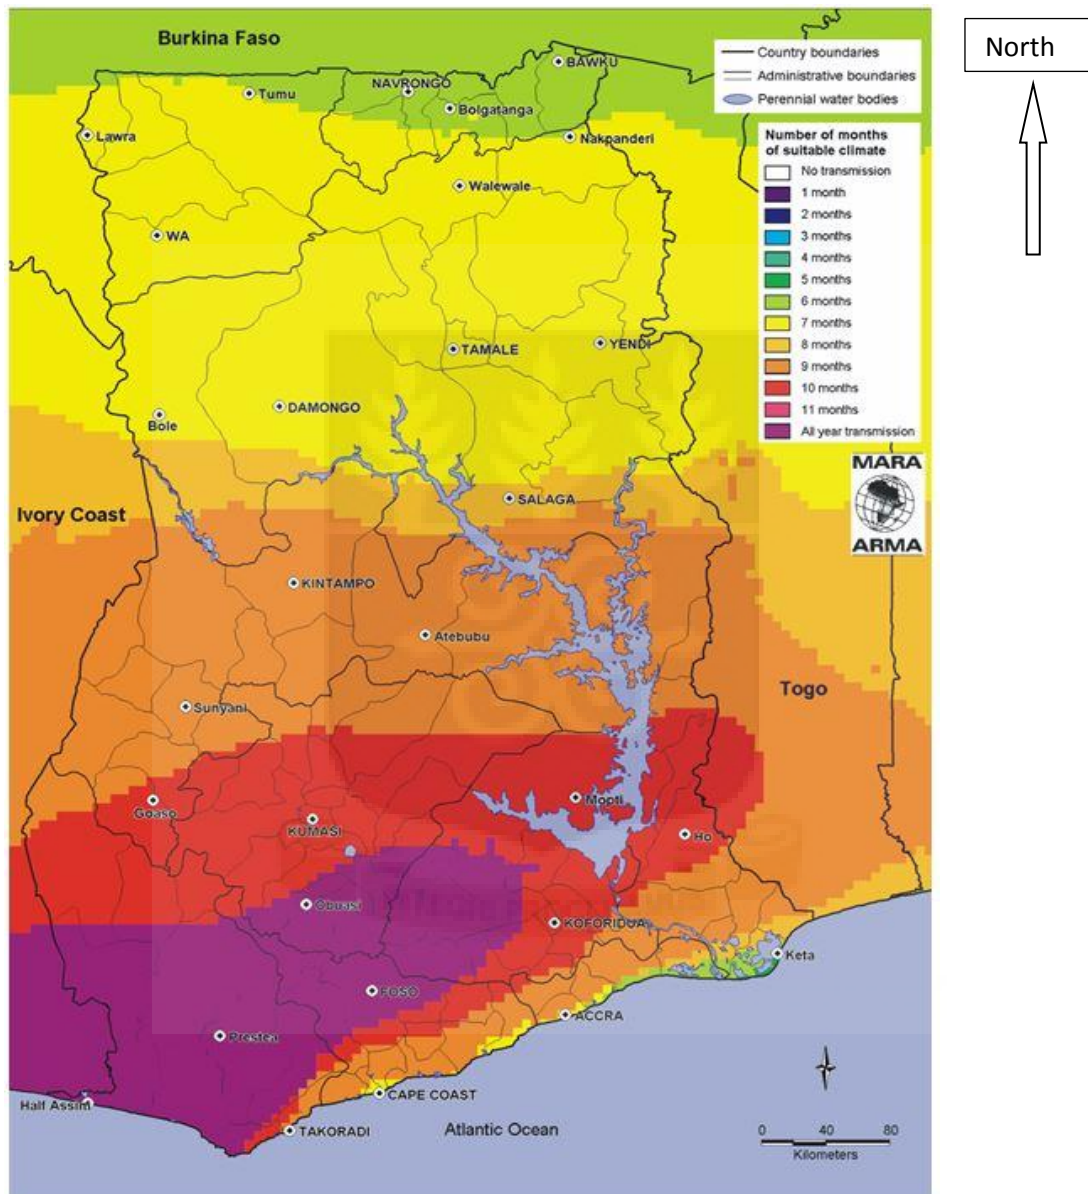 Burkina Faso
North
BAWKU
Country boundaries
NAVRONGO
Administrative boundaries
Tumu
Bolgatanga
Perennial water bodies
Lawra
Nakpanderi
Number of months
of suitable climate
No transmission
1 month
2 months
3 months
4 months
5 months
6 months
7 months
8 months
9 months
10 months
11 months
All year transmission
Walewale
WA
TAMALE
YENDI
DAMONGO
Bole
MARA
ARMA
SALAGA
Ivory Coast
KINTAMPO
Atebubu
Togo
Sunyani
Goaso
Mopti
KUMASI
Ho
Obuasi
KOFORIDUA
Keta
FOSO
ACCRA
Prestea
CAPE COAST
Half Assim
TAKORADI
Atlantic Ocean
0 40 80
Kilometers